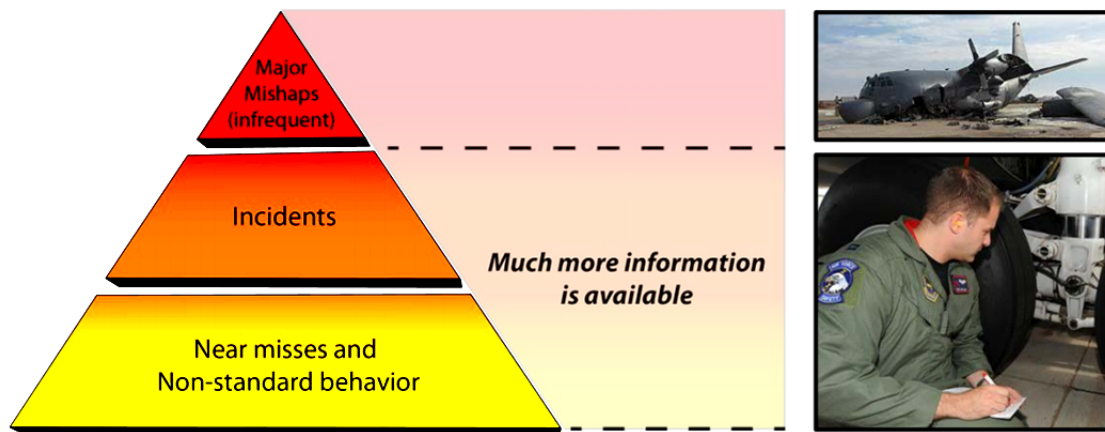 Major
Mishaps
(infrequent)
Incidents
Much more information
is available
Near misses and
Non-standard behavior